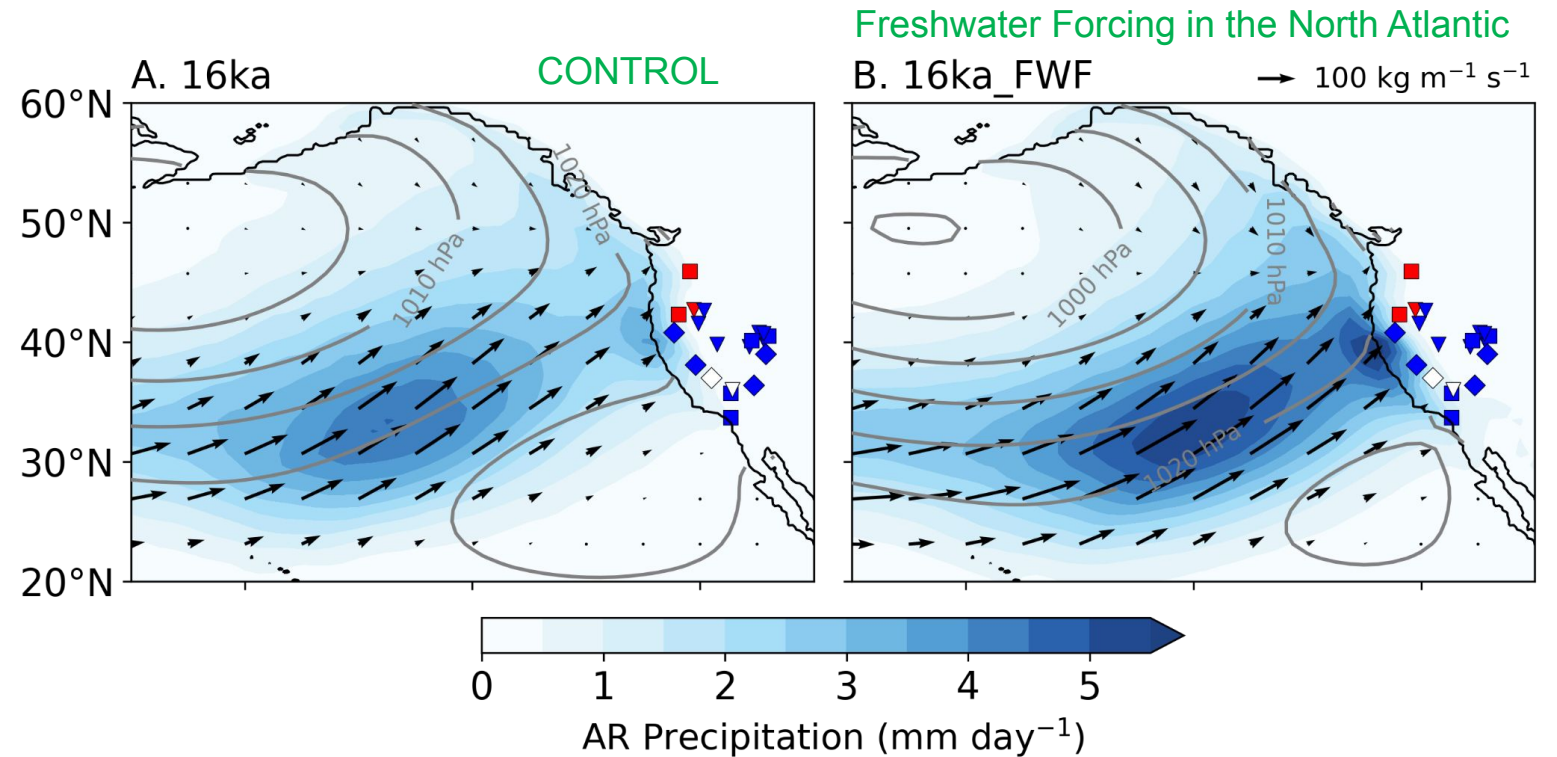 Freshwater Forcing in the North Atlantic
A. 16ka
CONTROL
B. 16ka_FWF
100 kg m⁻¹ s⁻¹
60°N
50°N
40°N
30°N
20°N
1020 hPa
1010 hPa
1010 hPa
1000 hPa
1020 hPa
0 1 2 3 4 5
AR Precipitation (mm day⁻¹)